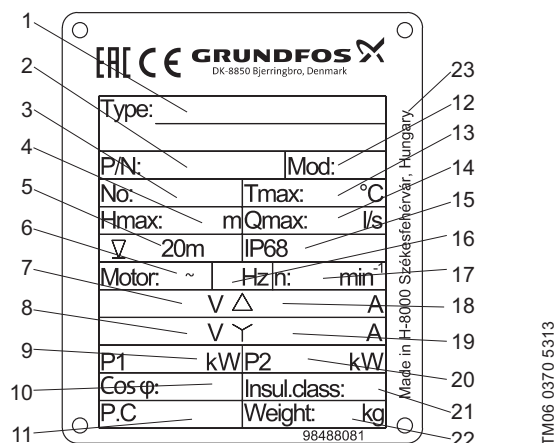 1
2
3
4
5
6
7
8
9
10
11
EAC CE GRUNDFOS
DK-8850 Bjerringbro, Denmark
Type:
P/N: Mod:
No: Tmax: °C
Hmax: m Qmax: l/s
20m IP68
Motor: ~ Hz n: min⁻¹
V △ A
V Y A
P1 kW P2 kW
Cos φ: Insul.class:
P.C Weight: kg
98488081
Made in H-8000 Székesfehérvár, Hungary
23
12
13
14
15
16
17
18
19
20
21
22
TM06 0370 5313